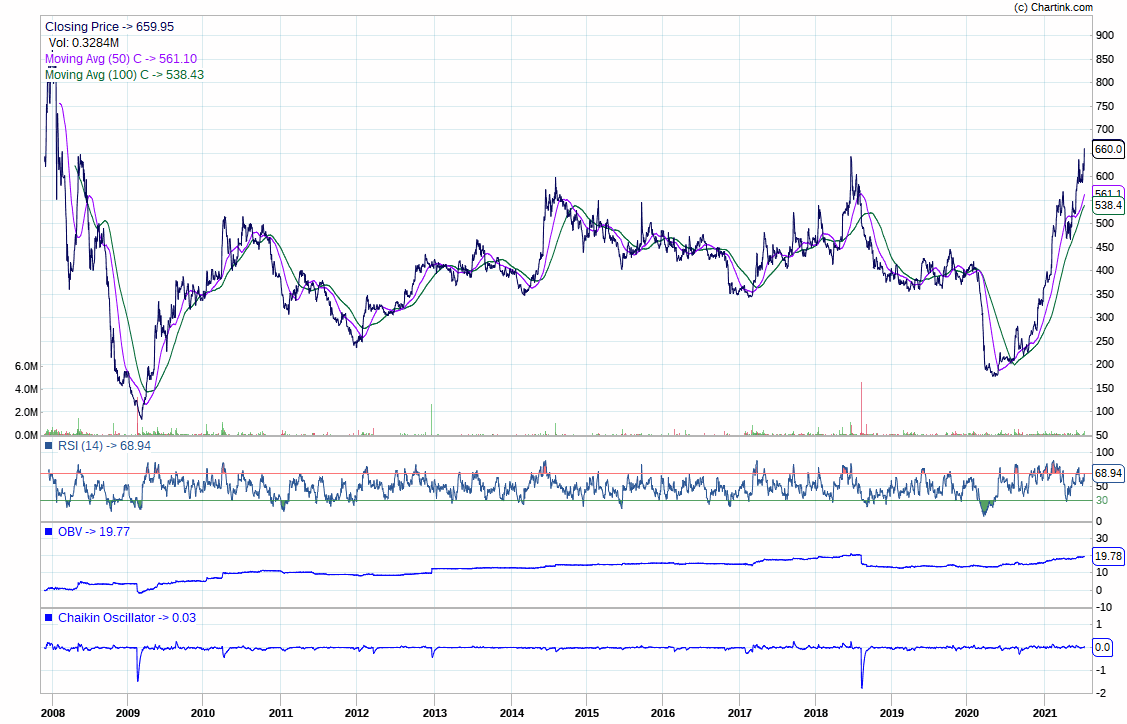 (c) Chartink.com
Closing Price -> 659.95
Vol: 0.3284M
Moving Avg (50) C -> 561.10
Moving Avg (100) C -> 538.43
900
850
800
750
700
660.0
600
561.1
538.4
500
450
400
350
300
250
200
150
100
50
6.0M
4.0M
2.0M
0.0M
RSI (14) -> 68.94
100
68.94
50
30
0
OBV -> 19.77
30
19.78
10
0
-10
Chaikin Oscillator -> 0.03
1
0.0
-1
-2
2008 2009 2010 2011 2012 2013 2014 2015 2016 2017 2018 2019 2020 2021